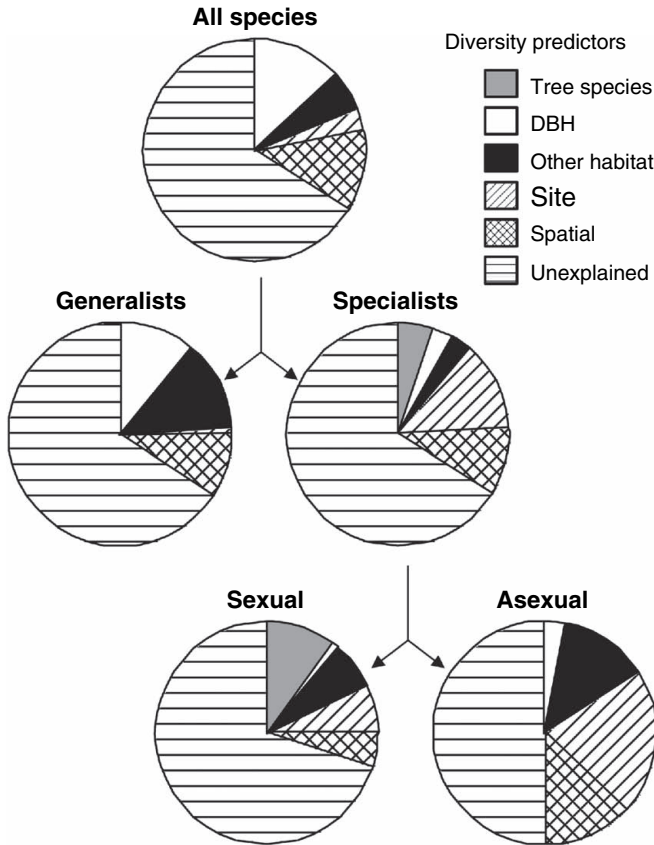 All species
Diversity predictors
Tree species
DBH
Other habitat
Site
Spatial
Unexplained
Generalists
Specialists
Sexual
Asexual